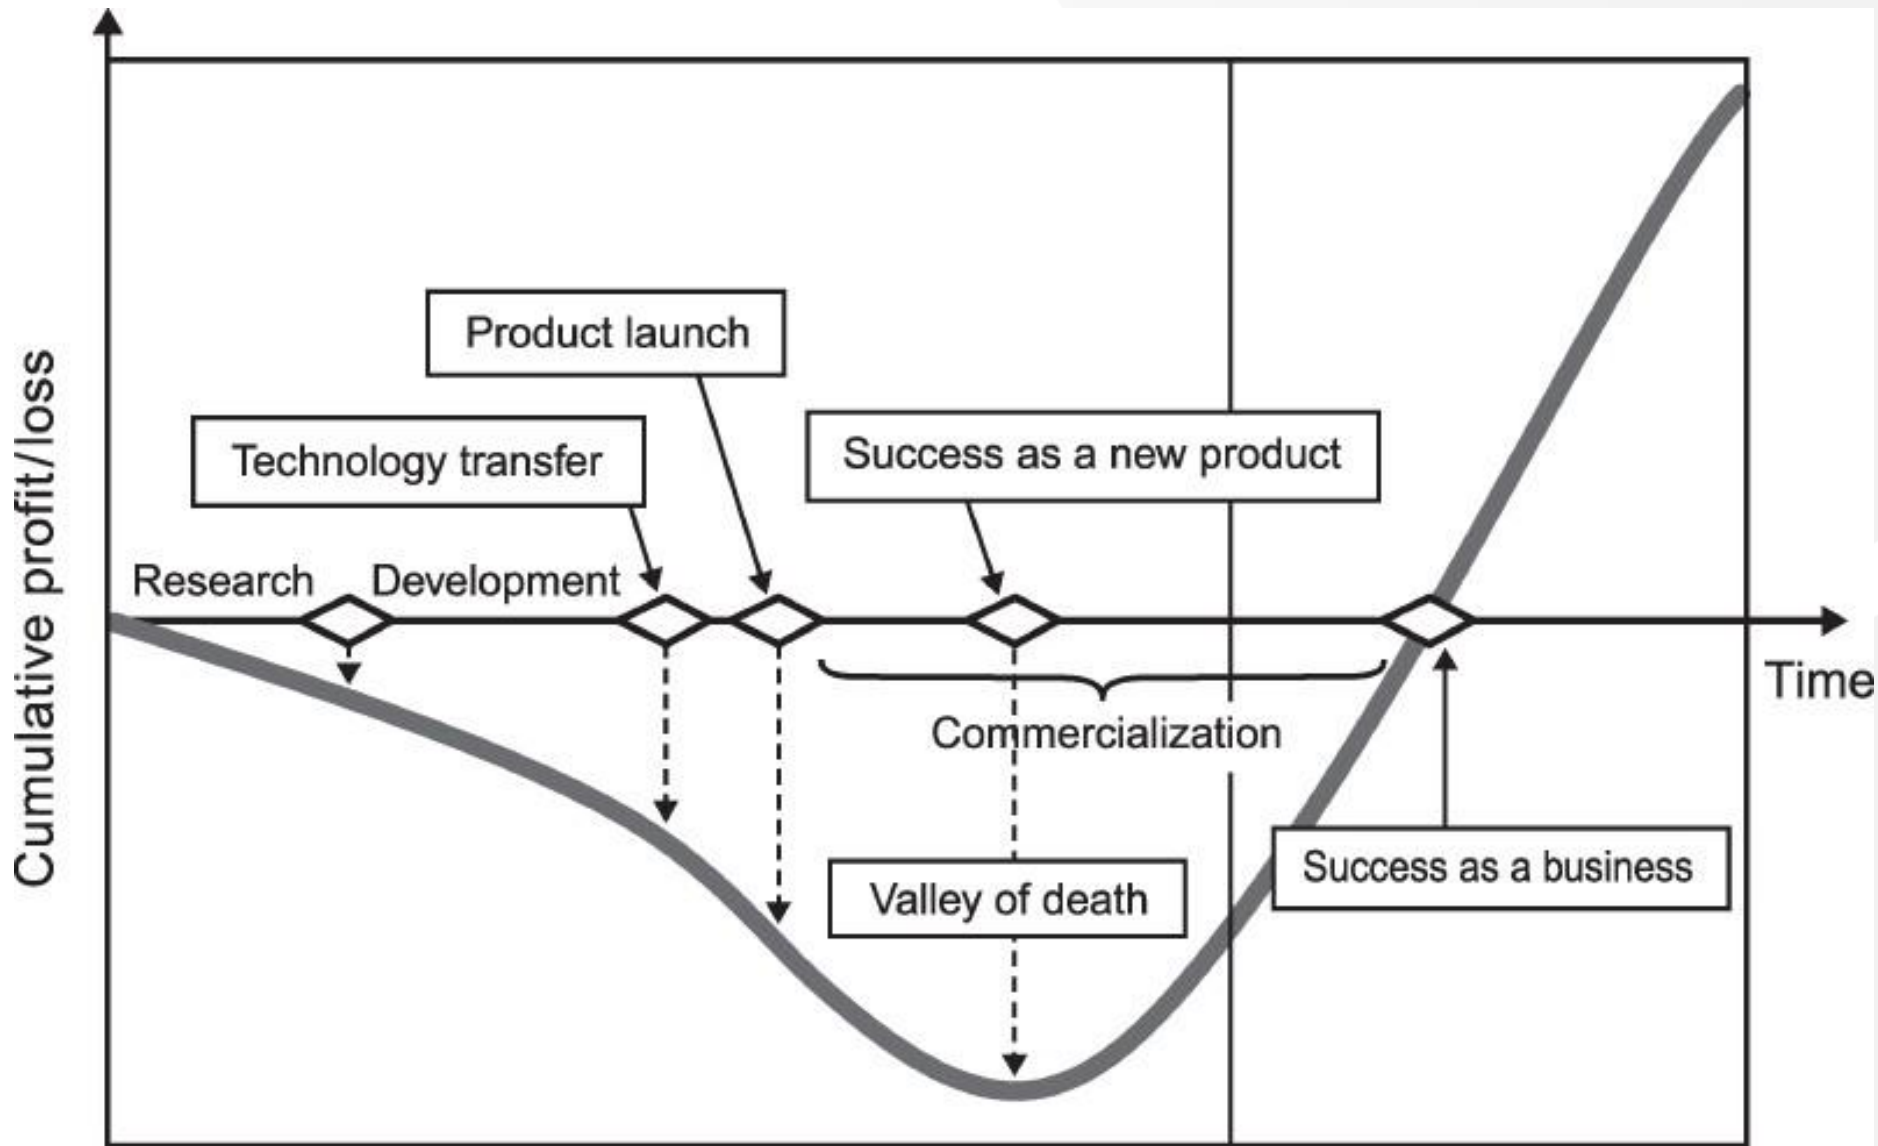 Product launch
Technology transfer
Success as a new product
Research
Development
Cumulative profit/loss
Time
Commercialization
Success as a business
Valley of death